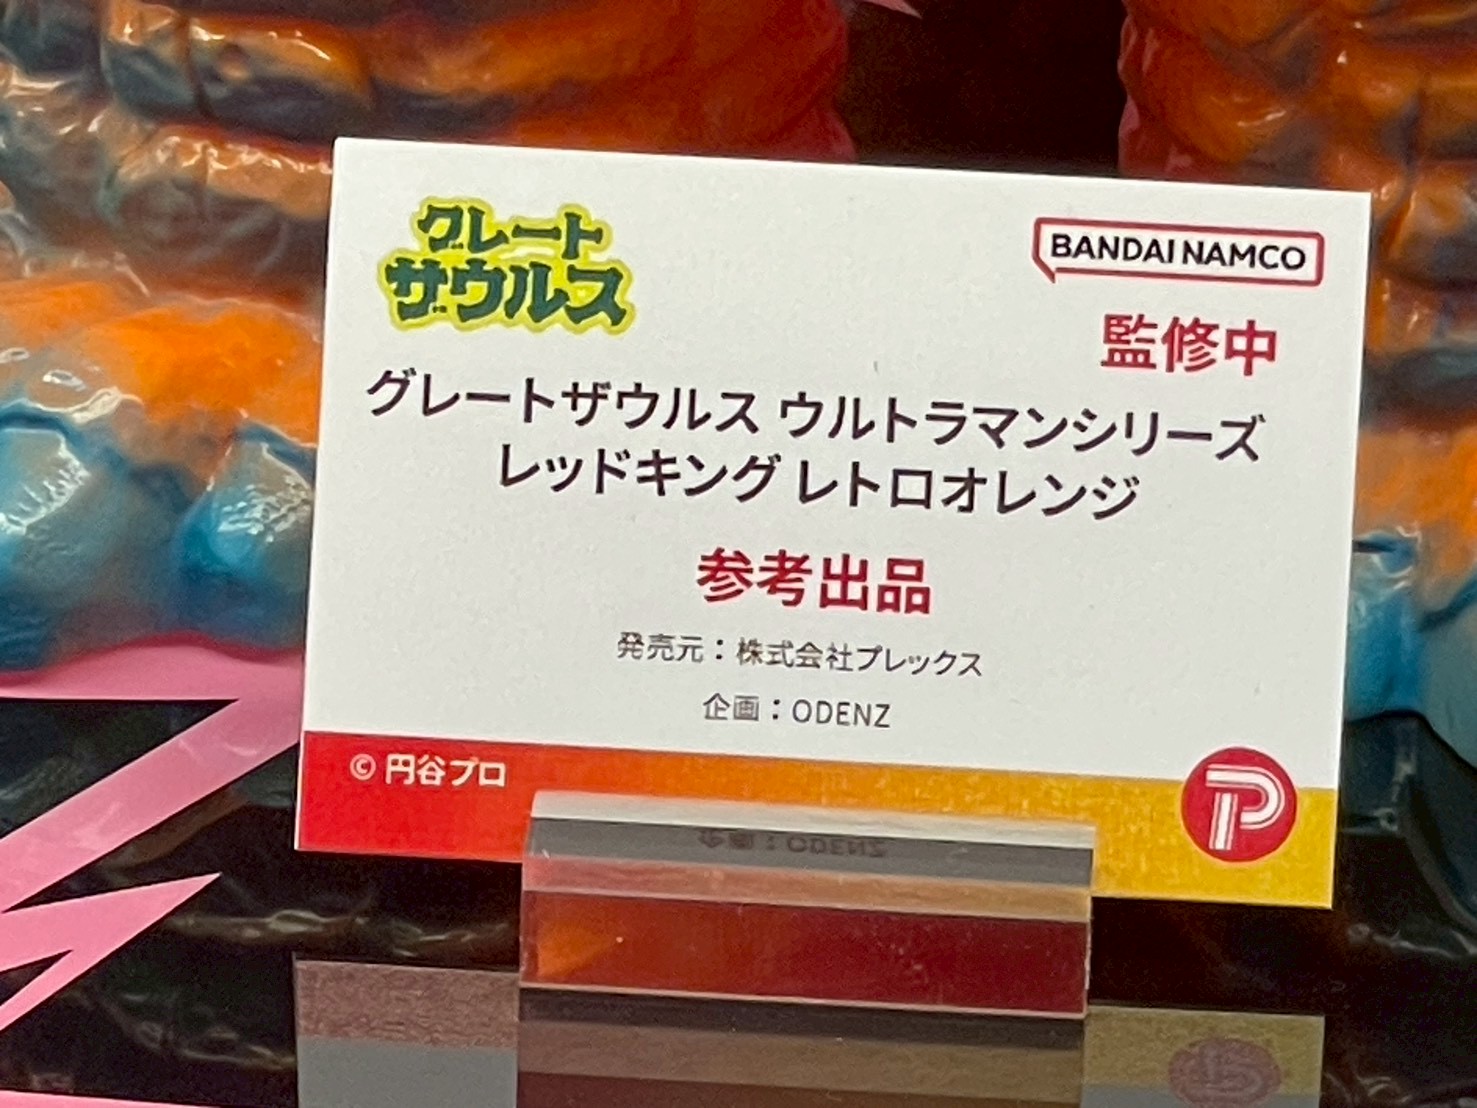 グレート
ザウルス
BANDAI NAMCO
監修中
グレートザウルス ウルトラマンシリーズ
レッドキング レトロオレンジ
参考出品
発売元：株式会社プレックス
企画：ODENZ
© 円谷プロ
P